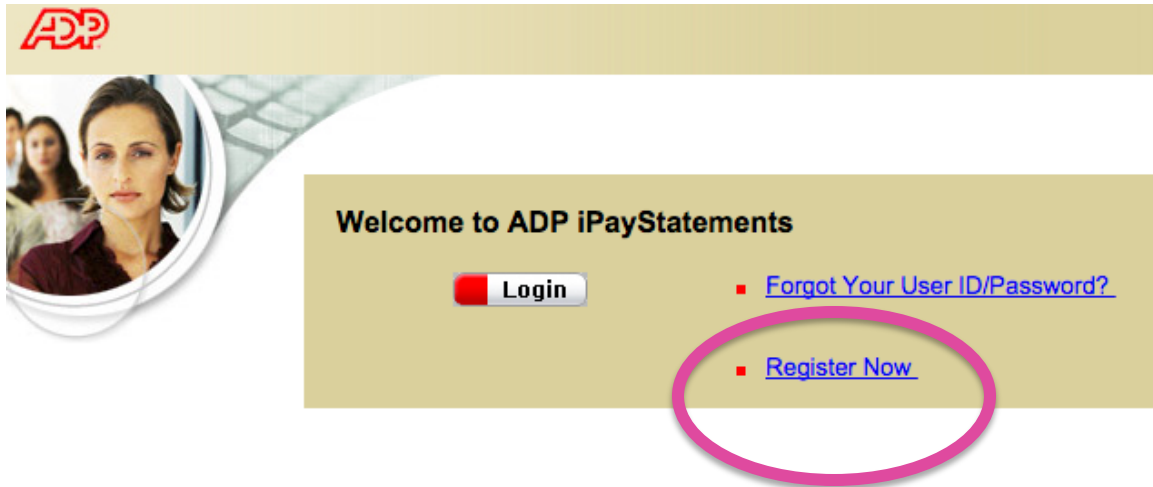 ADP
Welcome to ADP iPayStatements
Login
Forgot Your User ID/Password?
Register Now